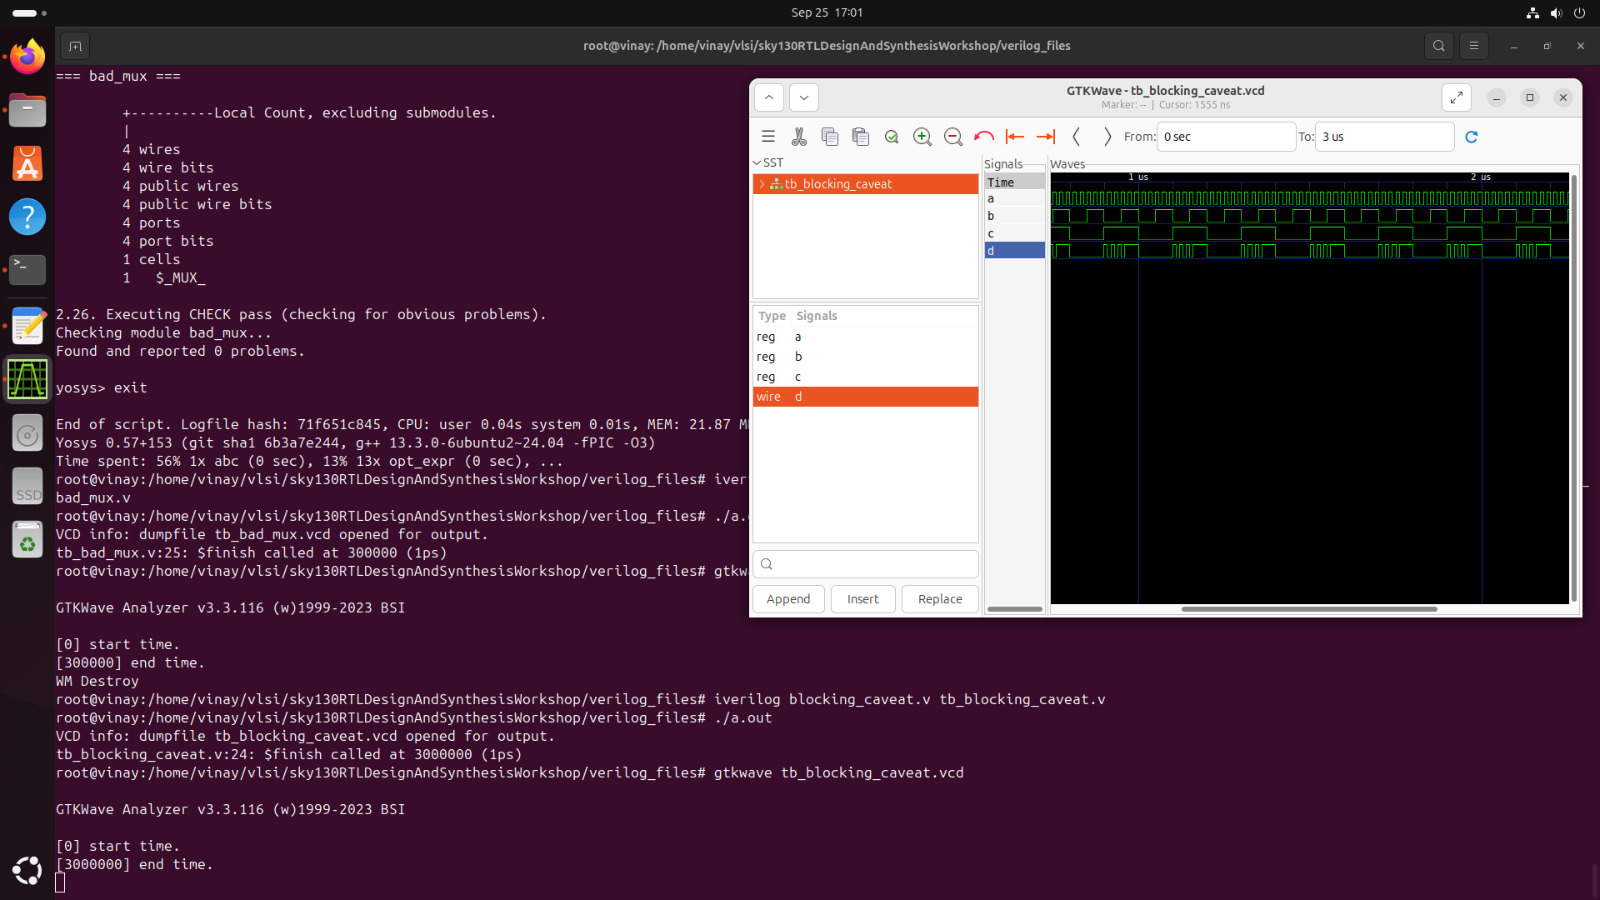 Sep 25 17:01
root@vinay: /home/vinay/vlsi/sky130RTLDesignAndSynthesisWorkshop/verilog_files
=== bad_mux ===
+----------Local Count, excluding submodules.
|
4 wires
4 wire bits
4 public wires
4 public wire bits
4 ports
4 port bits
1 cells
1 $_MUX_
2.26. Executing CHECK pass (checking for obvious problems).
Checking module bad_mux...
Found and reported 0 problems.
yosys> exit
End of script. Logfile hash: 71f651c845, CPU: user 0.04s system 0.01s, MEM: 21.87 M
Yosys 0.57+153 (git sha1 6b3a7e244, g++ 13.3.0-6ubuntu2~24.04 -fPIC -O3)
Time spent: 56% 1x abc (0 sec), 13% 13x opt_expr (0 sec), ...
root@vinay:/home/vinay/vlsi/sky130RTLDesignAndSynthesisWorkshop/verilog_files# iver
bad_mux.v
root@vinay:/home/vinay/vlsi/sky130RTLDesignAndSynthesisWorkshop/verilog_files# ./a.
VCD info: dumpfile tb_bad_mux.vcd opened for output.
tb_bad_mux.v:25: $finish called at 300000 (1ps)
root@vinay:/home/vinay/vlsi/sky130RTLDesignAndSynthesisWorkshop/verilog_files# gtkw
GTKWave Analyzer v3.3.116 (w)1999-2023 BSI
[0] start time.
[300000] end time.
WM Destroy
root@vinay:/home/vinay/vlsi/sky130RTLDesignAndSynthesisWorkshop/verilog_files# iverilog blocking_caveat.v tb_blocking_caveat.v
root@vinay:/home/vinay/vlsi/sky130RTLDesignAndSynthesisWorkshop/verilog_files# ./a.out
VCD info: dumpfile tb_blocking_caveat.vcd opened for output.
tb_blocking_caveat.v:24: $finish called at 3000000 (1ps)
root@vinay:/home/vinay/vlsi/sky130RTLDesignAndSynthesisWorkshop/verilog_files# gtkwave tb_blocking_caveat.vcd
GTKWave Analyzer v3.3.116 (w)1999-2023 BSI
[0] start time.
[3000000] end time.
GTKWave - tb_blocking_caveat.vcd
Marker: -- | Cursor: 1555 ns
From: 0 sec To: 3 us
SST
tb_blocking_caveat
Type Signals
reg a
reg b
reg c
wire d
Append Insert Replace
Signals
Time
a
b
c
d
Waves
1 us 2 us
SSD